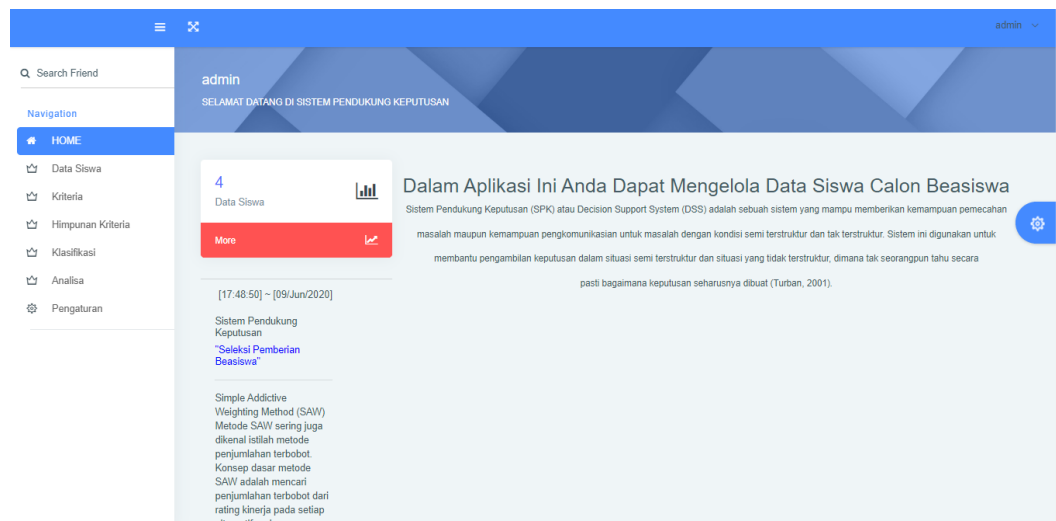 admin
Search Friend
Navigation
HOME
Data Siswa
Kriteria
Himpunan Kriteria
Klasifikasi
Analisa
Pengaturan
admin
SELAMAT DATANG DI SISTEM PENDUKUNG KEPUTUSAN
4
Data Siswa
More
[17:48:50] ~ [09/Jun/2020]
Sistem Pendukung
Keputusan
"Seleksi Pemberian
Beasiswa"
Simple Addictive
Weighting Method (SAW)
Metode SAW sering juga
dikenal istilah metode
penjumlahan terbobot.
Konsep dasar metode
SAW adalah mencari
penjumlahan terbobot dari
rating kinerja pada setiap
Dalam Aplikasi Ini Anda Dapat Mengelola Data Siswa Calon Beasiswa
Sistem Pendukung Keputusan (SPK) atau Decision Support System (DSS) adalah sebuah sistem yang mampu memberikan kemampuan pemecahan
masalah maupun kemampuan pengkomunikasian untuk masalah dengan kondisi semi terstruktur dan tak terstruktur. Sistem ini digunakan untuk
membantu pengambilan keputusan dalam situasi semi terstruktur dan situasi yang tidak terstruktur, dimana tak seorangpun tahu secara
pasti bagaimana keputusan seharusnya dibuat (Turban, 2001).